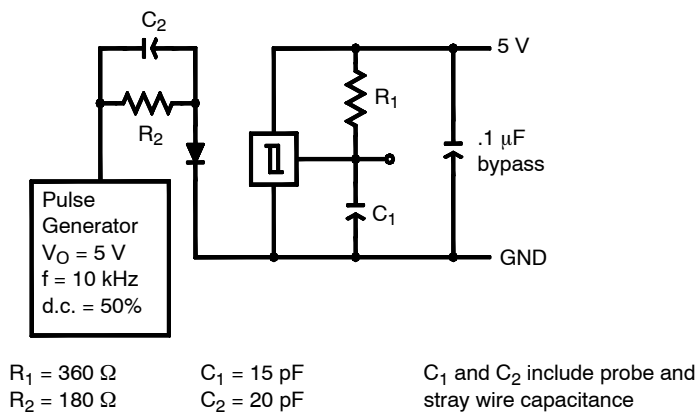 C2
R2
5 V
R1
.1 μF
bypass
C1
GND
Pulse
Generator
VO = 5 V
f = 10 kHz
d.c. = 50%
R1 = 360 Ω
R2 = 180 Ω
C1 = 15 pF
C2 = 20 pF
C1 and C2 include probe and
stray wire capacitance